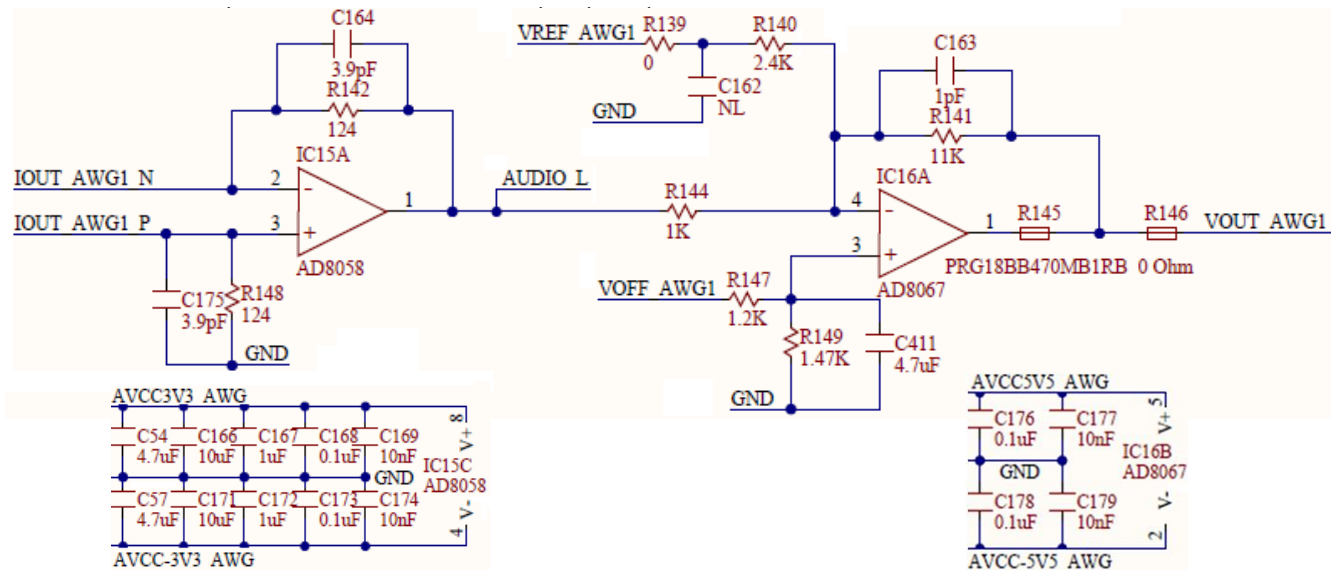 C164
3.9pF
R142
124
IC15A
IOUT_AWG1_N
2
-
1
IOUT_AWG1_P
3
+
AD8058
C175
3.9pF
R148
124
GND
AUDIO_L
VREF_AWG1
R139
0
R140
2.4K
C162
NL
GND
C163
1pF
R141
11K
IC16A
R144
1K
4
-
1
3
+
AD8067
R145
R146
VOUT_AWG1
PRG18BB470MB1RB
0 Ohm
VOFF_AWG1
R147
1.2K
R149
1.47K
C411
4.7uF
GND
AVCC3V3_AWG
C54
4.7uF
C166
10uF
C167
1uF
C168
0.1uF
C169
10nF
8
V+
IC15C
AD8058
GND
C57
4.7uF
C171
10uF
C172
1uF
C173
0.1uF
C174
10nF
V-
4
AVCC-3V3_AWG
AVCC5V5_AWG
C176
0.1uF
C177
10nF
5
V+
IC16B
AD8067
GND
C178
0.1uF
C179
10nF
V-
2
AVCC-5V5_AWG